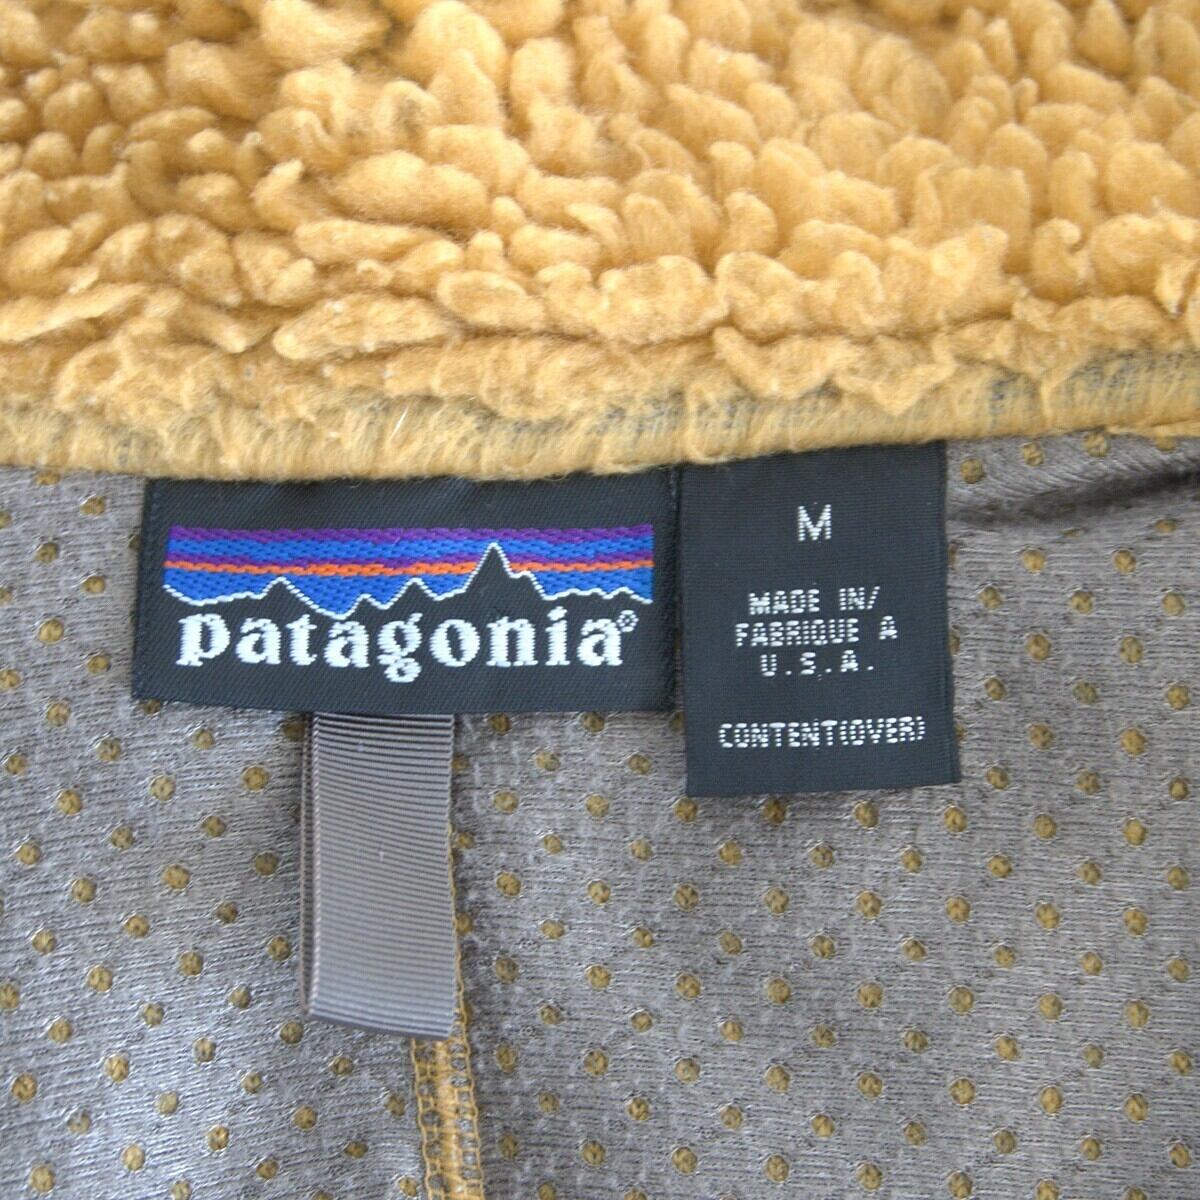 patagonia®
M
MADE IN/
FABRIQUE A
U.S.A.
CONTENT(OVER)